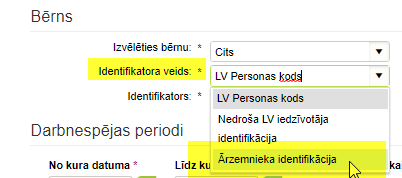 Bērns
Izvēlēties bērnu: * Cits
Identifikatora veids: * LV Personas kods
Identifikators: * LV Personas kods
Nedroša LV iedzīvotāja
identifikācija
Ārzemnieka identifikācija
Darbnespējas periodi
No kura datuma * Līdz ku ka